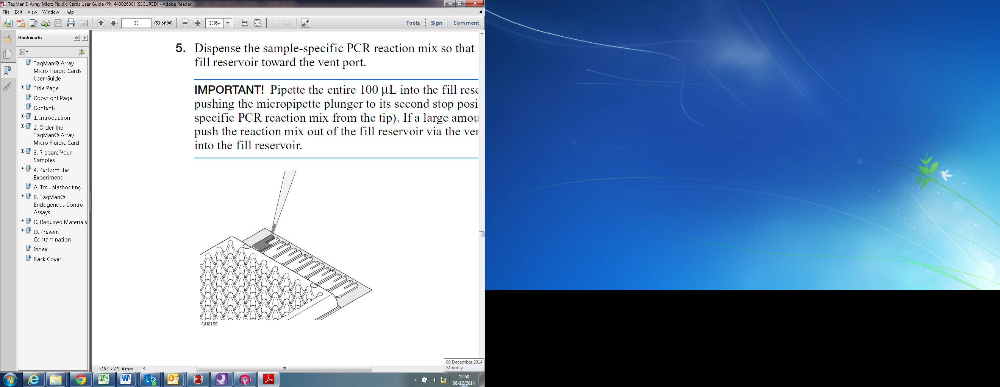 TaqMan® Array Micro Fluidic Cards User Guide (PN 4400263C) (SECURED) - Adobe Reader
File Edit View Window Help
38 (53 of 86) 200% Tools Sign Comment
Bookmarks
TaqMan® Array
Micro Fluidic Cards
User Guide
Title Page
Copyright Page
Contents
1. Introduction
2. Order the
TaqMan® Array
Micro Fluidic Card
3. Prepare Your
Samples
4. Perform the
Experiment
A. Troubleshooting
B. TaqMan®
Endogenous Control
Assays
C. Required Materials
D. Prevent
Contamination
Index
Back Cover
5. Dispense the sample-specific PCR reaction mix so that
fill reservoir toward the vent port.
IMPORTANT! Pipette the entire 100 µL into the fill rese
pushing the micropipette plunger to its second stop posi
specific PCR reaction mix from the tip). If a large amou
push the reaction mix out of the fill reservoir via the ver
into the fill reservoir.
GR2159
215.9 x 279.4 mm
08 December 2014
Monday
12:50
08/12/2014